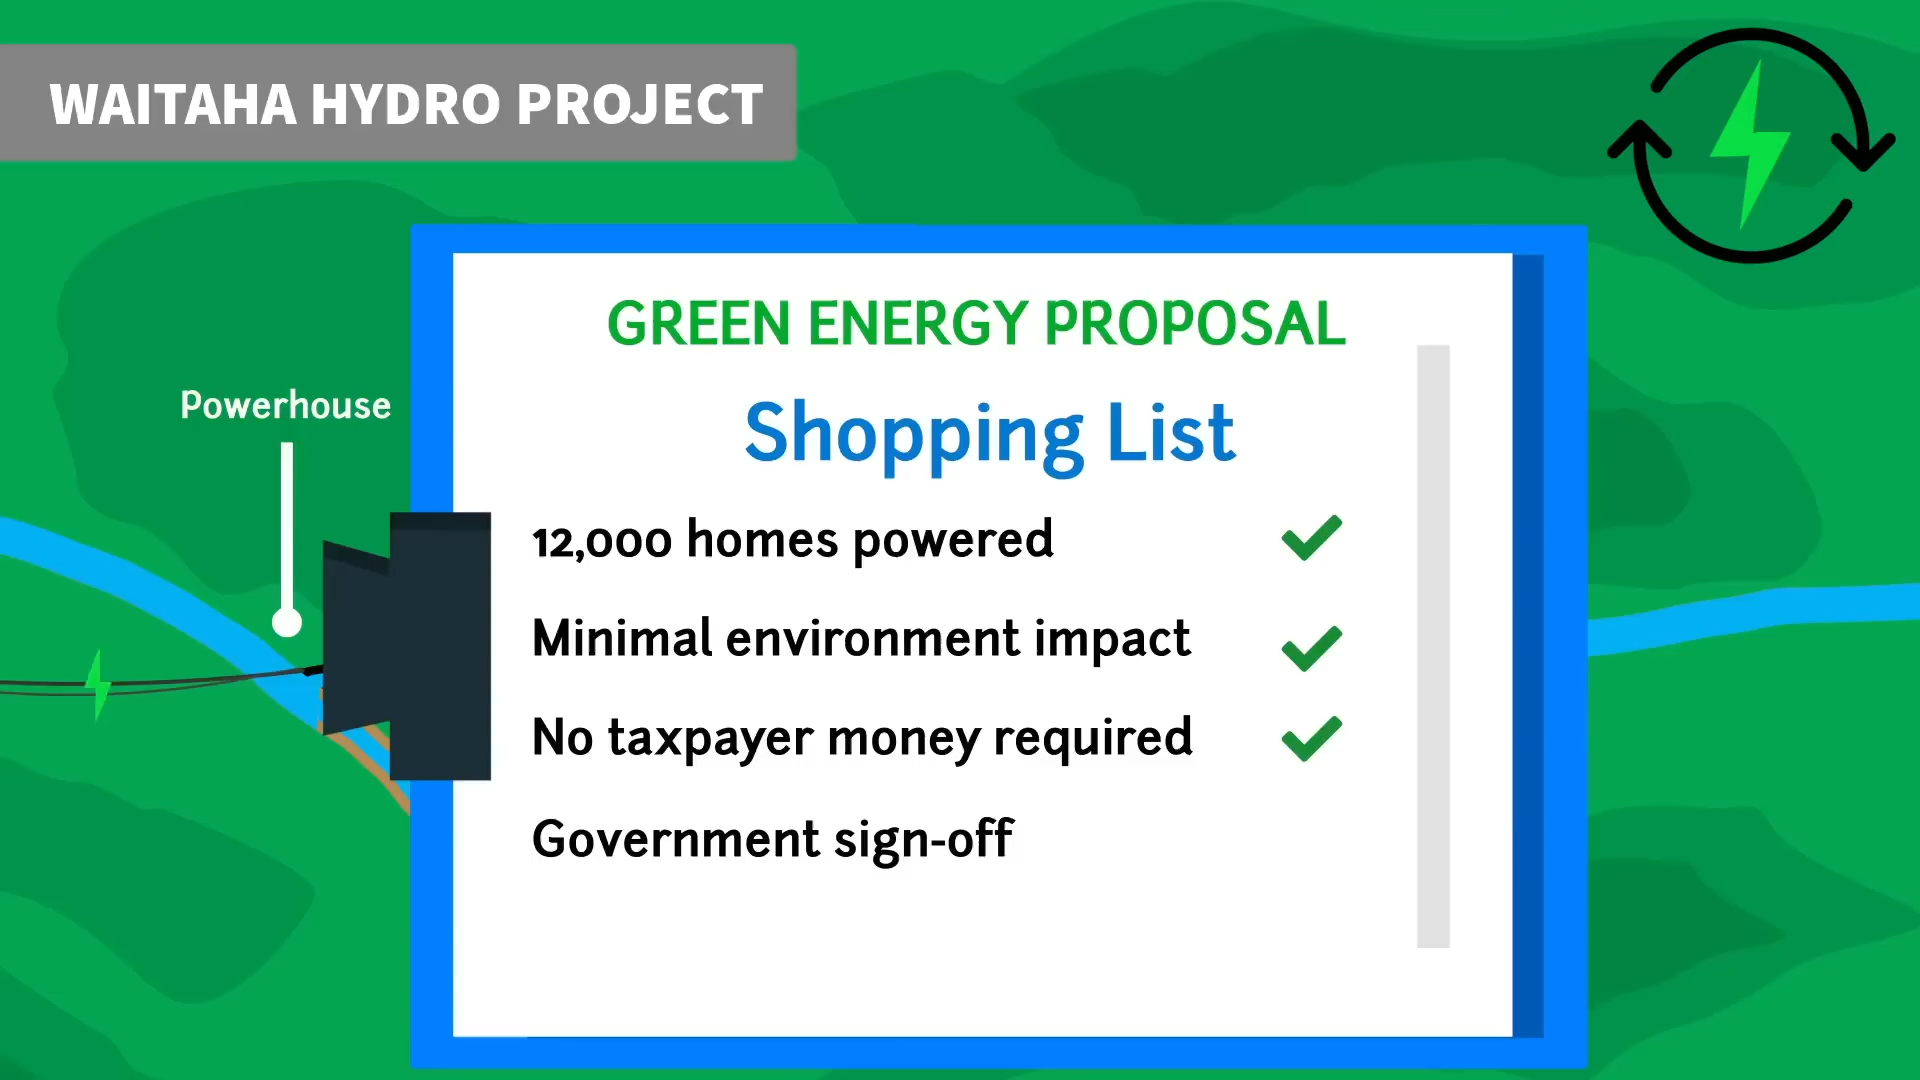 WAITAHA HYDRO PROJECT
GREEN ENERGY PROPOSAL
Shopping List
Powerhouse
12,000 homes powered
Minimal environment impact
No taxpayer money required
Government sign-off